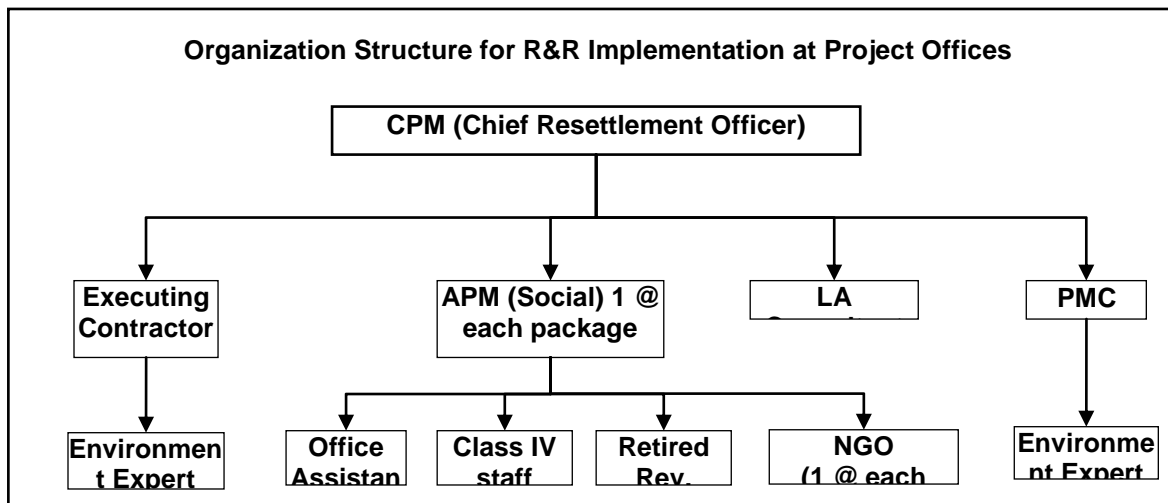 Organization Structure for R&R Implementation at Project Offices
CPM (Chief Resettlement Officer)
Executing
Contractor
APM (Social) 1 @
each package
LA
PMC
Environmen
t Expert
Office
Assistan
Class IV
staff
Retired
Rev.
NGO
(1 @ each
Environme
nt Expert